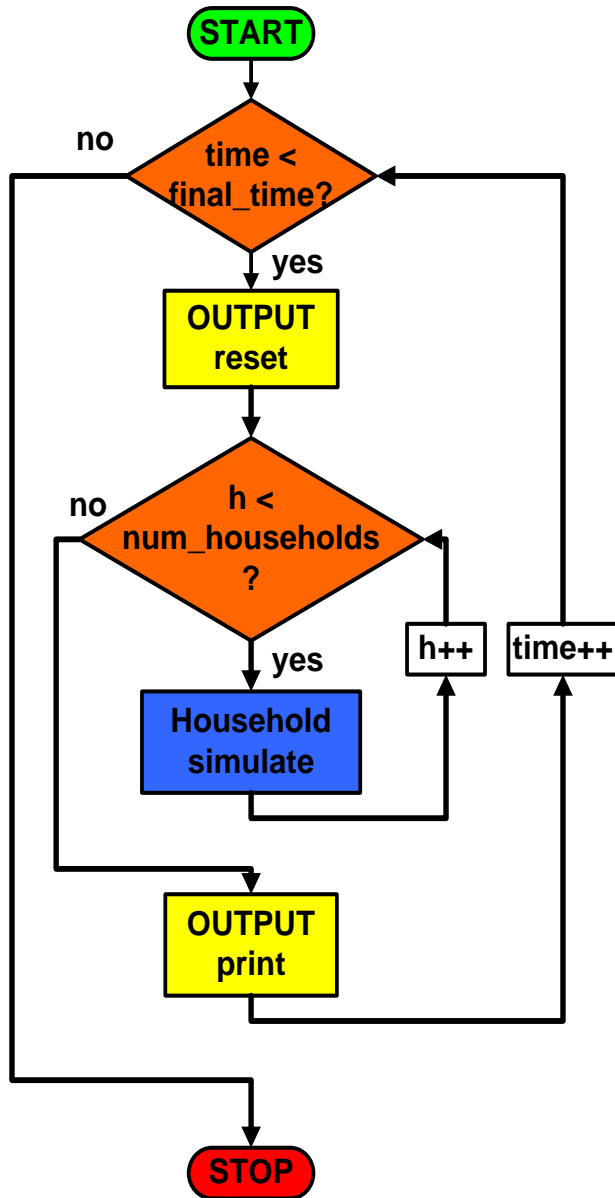 START
no
time <
final_time?
yes
OUTPUT
reset
no
h <
num_households
?
h++
time++
yes
Household
simulate
OUTPUT
print
STOP